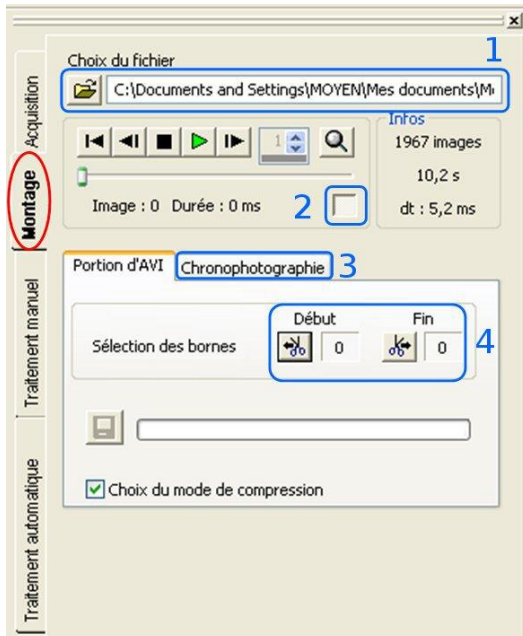 1
Choix du fichier
C:\Documents and Settings\MOYEN\Mes documents\M
Acquisition
Montage
Traitement manuel
Traitement automatique
1
Infos
1967 images
10,2 s
dt : 5,2 ms
Image : 0 Durée : 0 ms
2
Portion d'AVI
Chronophotographie
3
Début
Fin
Sélection des bornes
0
0
4
Choix du mode de compression